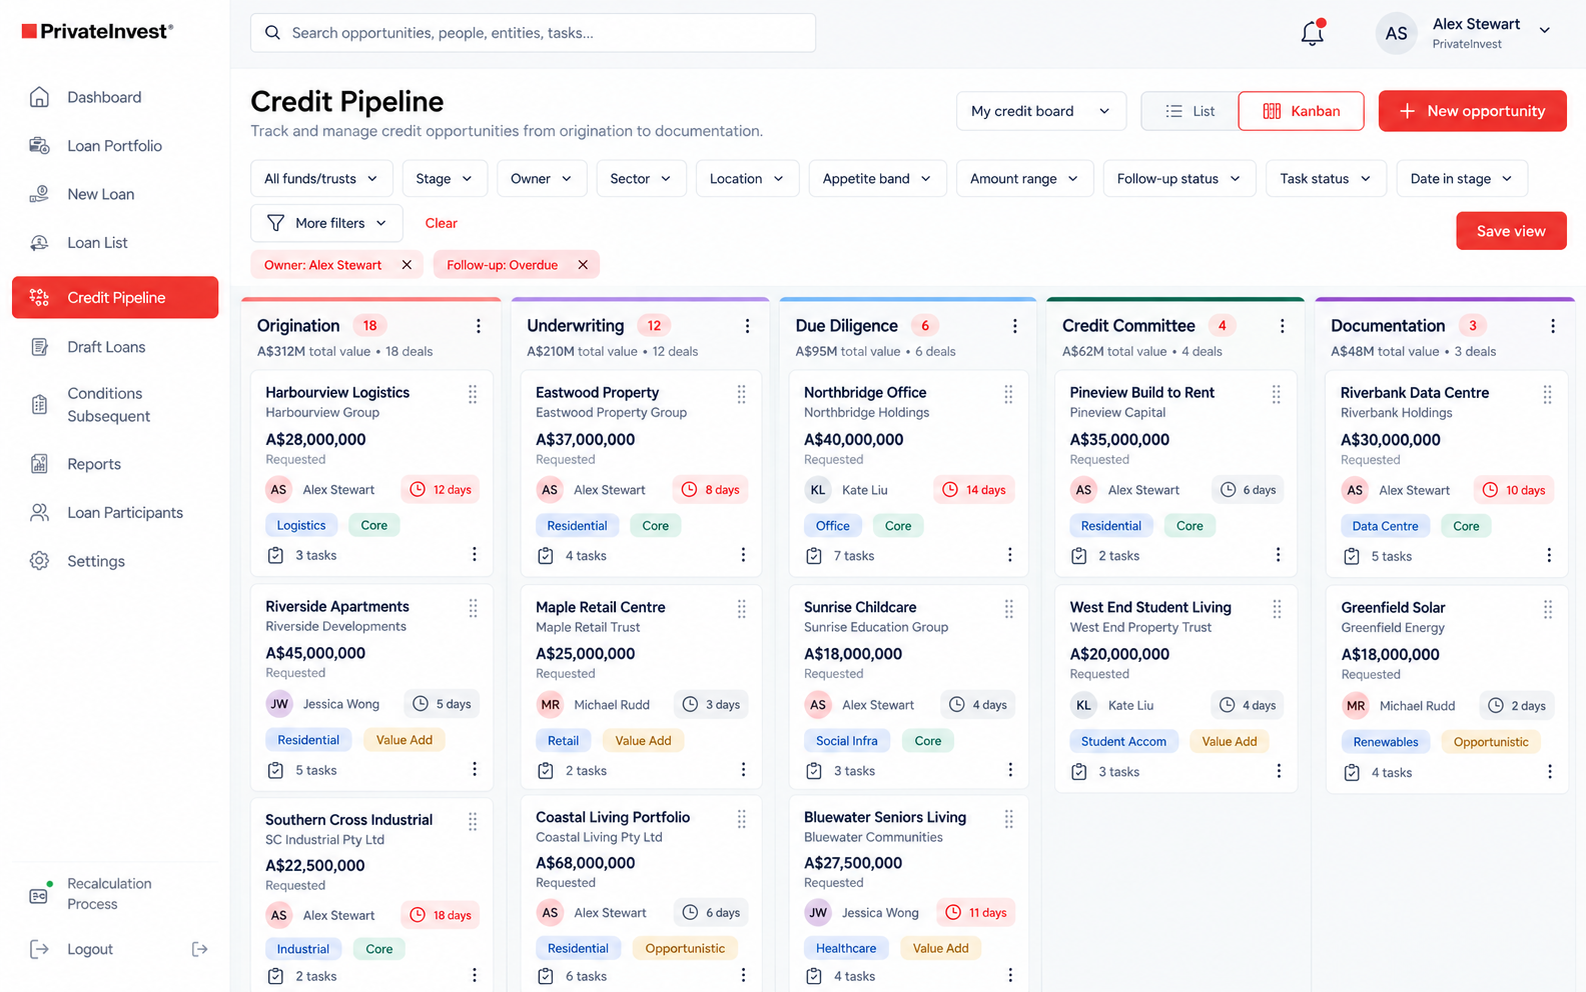 PrivateInvest®
Search opportunities, people, entities, tasks...
AS
Alex Stewart
PrivateInvest
Dashboard
Loan Portfolio
New Loan
Loan List
Credit Pipeline
Draft Loans
Conditions
Subsequent
Reports
Loan Participants
Settings
Recalculation
Process
Logout
Credit Pipeline
Track and manage credit opportunities from origination to documentation.
My credit board
List
Kanban
+ New opportunity
All funds/trusts
Stage
Owner
Sector
Location
Appetite band
Amount range
Follow-up status
Task status
Date in stage
More filters
Clear
Save view
Owner: Alex Stewart ×
Follow-up: Overdue ×
Origination 18
A$312M total value • 18 deals
Harbourview Logistics
Harbourview Group
A$28,000,000
Requested
AS Alex Stewart 12 days
Logistics Core
3 tasks
Riverside Apartments
Riverside Developments
A$45,000,000
Requested
JW Jessica Wong 5 days
Residential Value Add
5 tasks
Southern Cross Industrial
SC Industrial Pty Ltd
A$22,500,000
Requested
AS Alex Stewart 18 days
Industrial Core
2 tasks
Underwriting 12
A$210M total value • 12 deals
Eastwood Property
Eastwood Property Group
A$37,000,000
Requested
AS Alex Stewart 8 days
Residential Core
4 tasks
Maple Retail Centre
Maple Retail Trust
A$25,000,000
Requested
MR Michael Rudd 3 days
Retail Value Add
2 tasks
Coastal Living Portfolio
Coastal Living Pty Ltd
A$68,000,000
Requested
AS Alex Stewart 6 days
Residential Opportunistic
6 tasks
Due Diligence 6
A$95M total value • 6 deals
Northbridge Office
Northbridge Holdings
A$40,000,000
Requested
KL Kate Liu 14 days
Office Core
7 tasks
Sunrise Childcare
Sunrise Education Group
A$18,000,000
Requested
AS Alex Stewart 4 days
Social Infra Core
3 tasks
Bluewater Seniors Living
Bluewater Communities
A$27,500,000
Requested
JW Jessica Wong 11 days
Healthcare Value Add
4 tasks
Credit Committee 4
A$62M total value • 4 deals
Pineview Build to Rent
Pineview Capital
A$35,000,000
Requested
AS Alex Stewart 6 days
Residential Core
2 tasks
West End Student Living
West End Property Trust
A$20,000,000
Requested
KL Kate Liu 4 days
Student Accom Value Add
3 tasks
Documentation 3
A$48M total value • 3 deals
Riverbank Data Centre
Riverbank Holdings
A$30,000,000
Requested
AS Alex Stewart 10 days
Data Centre Core
5 tasks
Greenfield Solar
Greenfield Energy
A$18,000,000
Requested
MR Michael Rudd 2 days
Renewables Opportunistic
4 tasks